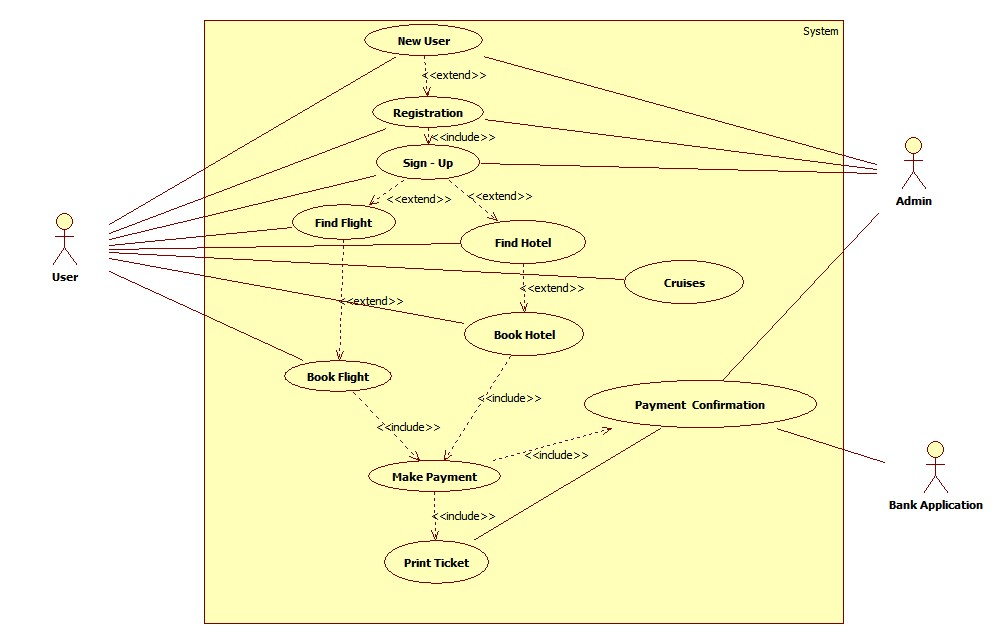 System
New User
<<extend>>
Registration
<<include>>
Sign - Up
<<extend>>
<<extend>>
Admin
Find Flight
Find Hotel
User
Cruises
<<extend>>
<<extend>>
Book Hotel
Book Flight
<<include>>
Payment Confirmation
<<include>>
<<include>>
Make Payment
Bank Application
<<include>>
Print Ticket